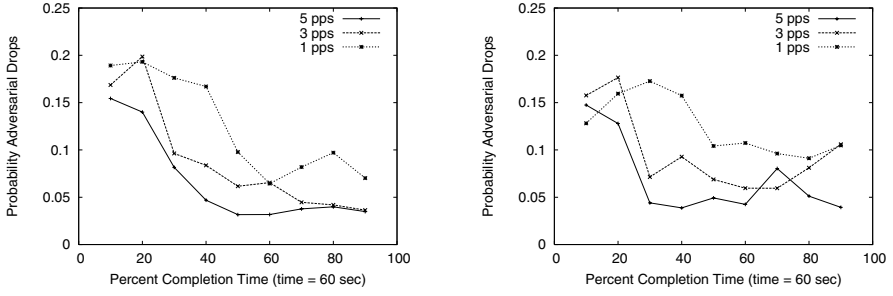 0.25
0.2
0.15
0.1
0.05
0
0 20 40 60 80 100
Probability Adversarial Drops
Percent Completion Time (time = 60 sec)
5 pps
3 pps
1 pps
0.25
0.2
0.15
0.1
0.05
0
0 20 40 60 80 100
Probability Adversarial Drops
Percent Completion Time (time = 60 sec)
5 pps
3 pps
1 pps